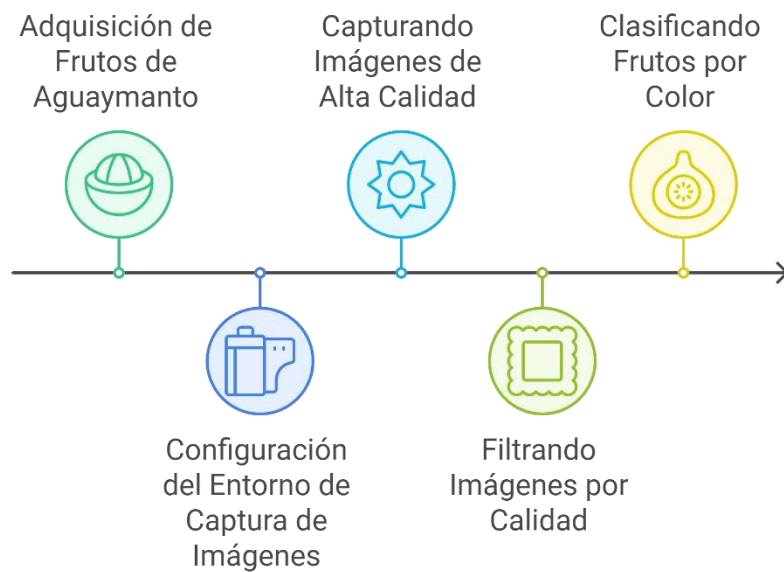 Adquisición de
Frutos de
Aguaymanto
Configuración
del Entorno de
Captura de
Imágenes
Capturando
Imágenes de
Alta Calidad
Filtrando
Imágenes por
Calidad
Clasificando
Frutos por
Color